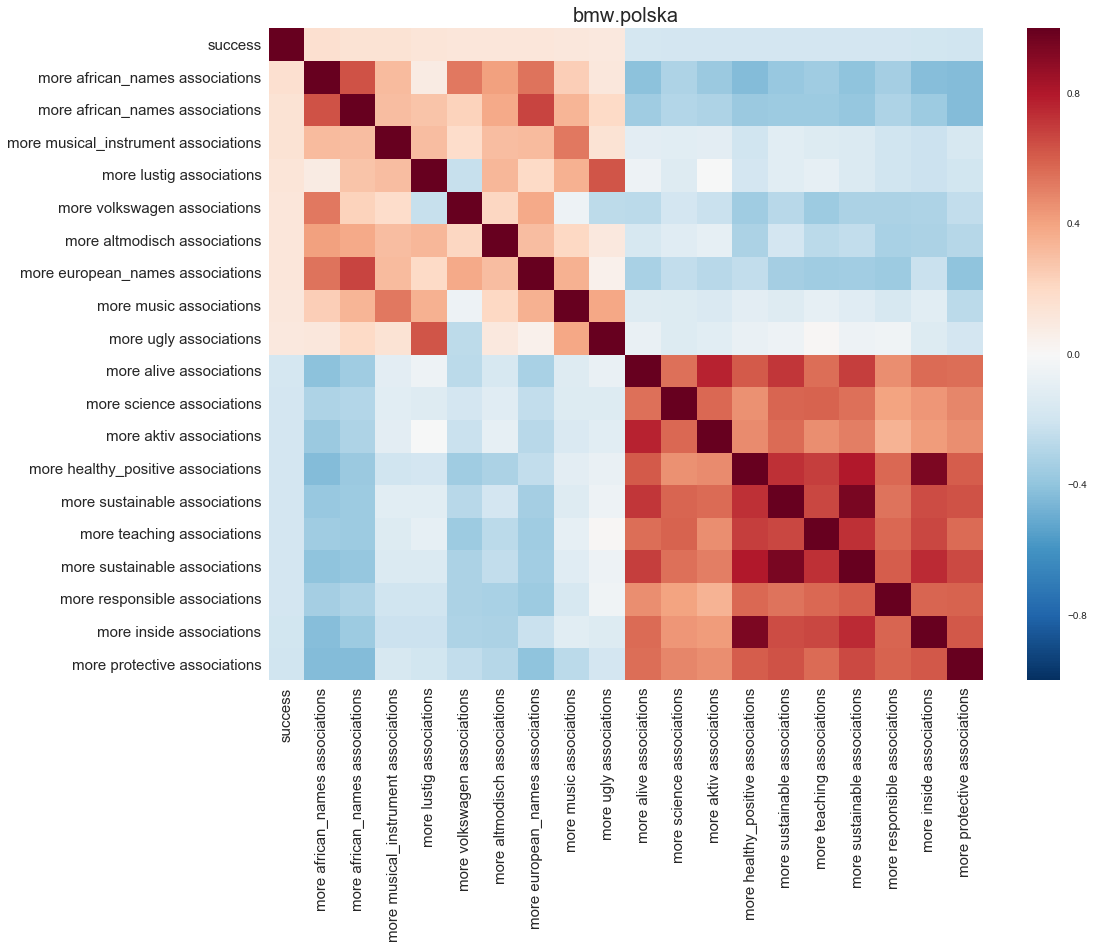 bmw.polska
success
more african_names associations
more african_names associations
more musical_instrument associations
more lustig associations
more volkswagen associations
more altmodisch associations
more european_names associations
more music associations
more ugly associations
more alive associations
more science associations
more aktiv associations
more healthy_positive associations
more sustainable associations
more teaching associations
more sustainable associations
more responsible associations
more inside associations
more protective associations
success
more african_names associations
more african_names associations
more musical_instrument associations
more lustig associations
more volkswagen associations
more altmodisch associations
more european_names associations
more music associations
more ugly associations
more alive associations
more science associations
more aktiv associations
more healthy_positive associations
more sustainable associations
more teaching associations
more sustainable associations
more responsible associations
more inside associations
more protective associations
0.8
0.4
0.0
−0.4
−0.8